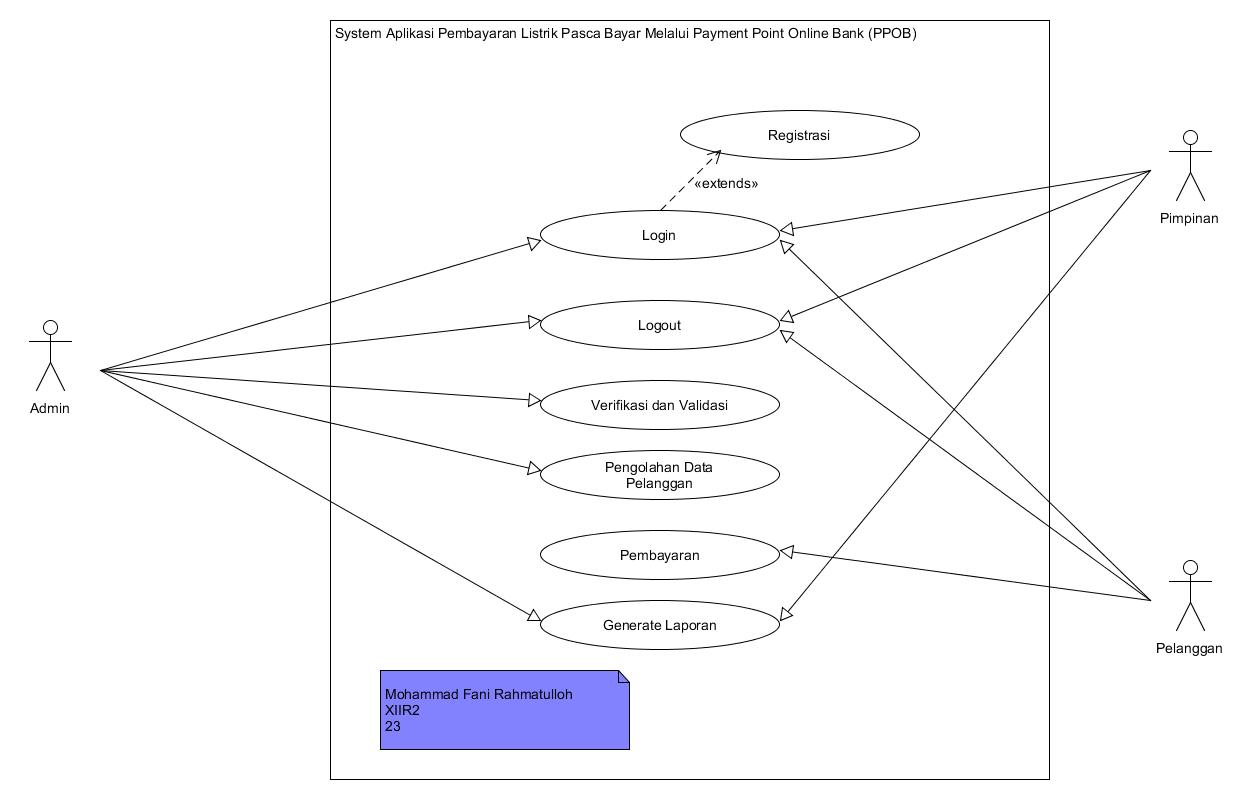 System Aplikasi Pembayaran Listrik Pasca Bayar Melalui Payment Point Online Bank (PPOB)
Registrasi
«extends»
Login
Logout
Verifikasi dan Validasi
Pengolahan Data
Pelanggan
Pembayaran
Generate Laporan
Admin
Pimpinan
Pelanggan
Mohammad Fani Rahmatulloh
XIIR2
23